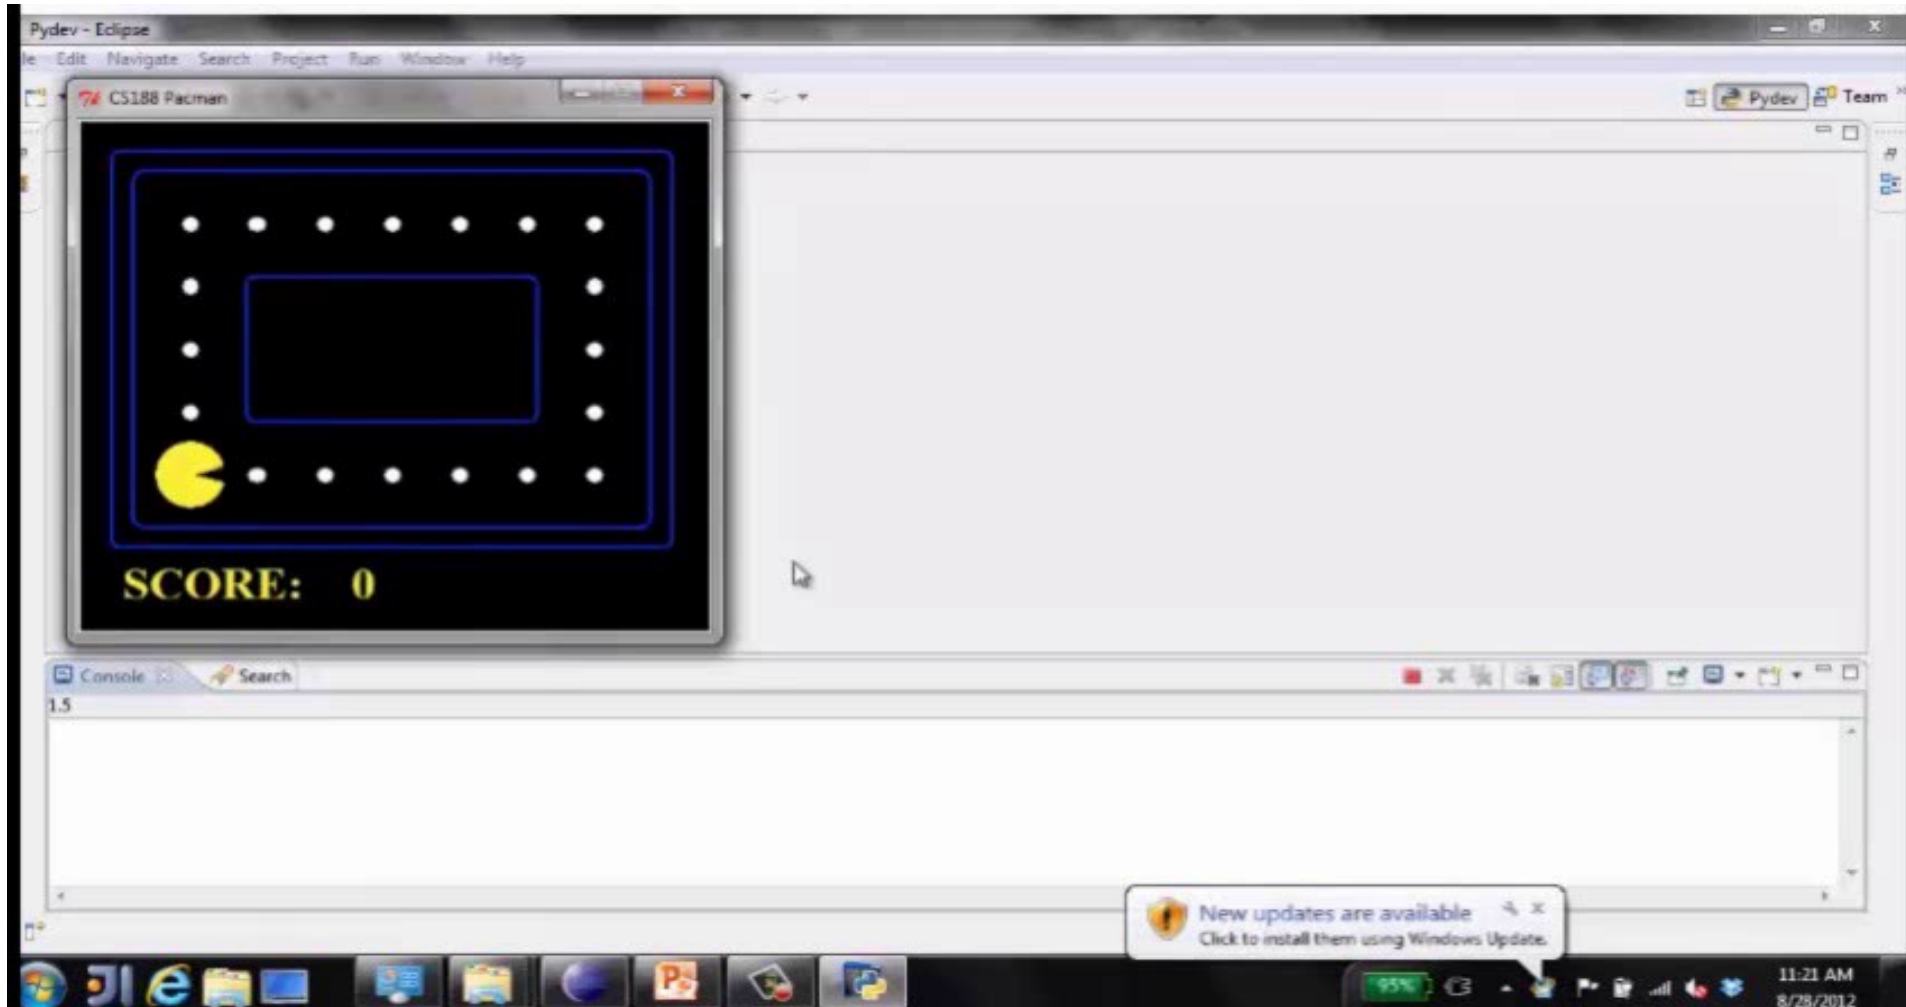 Pydev - Eclipse
le Edit Navigate Search Project Run Window Help
CS188 Pacman
Pydev Team
SCORE: 0
Console Search
1.5
New updates are available
Click to install them using Windows Update.
95%
11:21 AM
8/28/2012